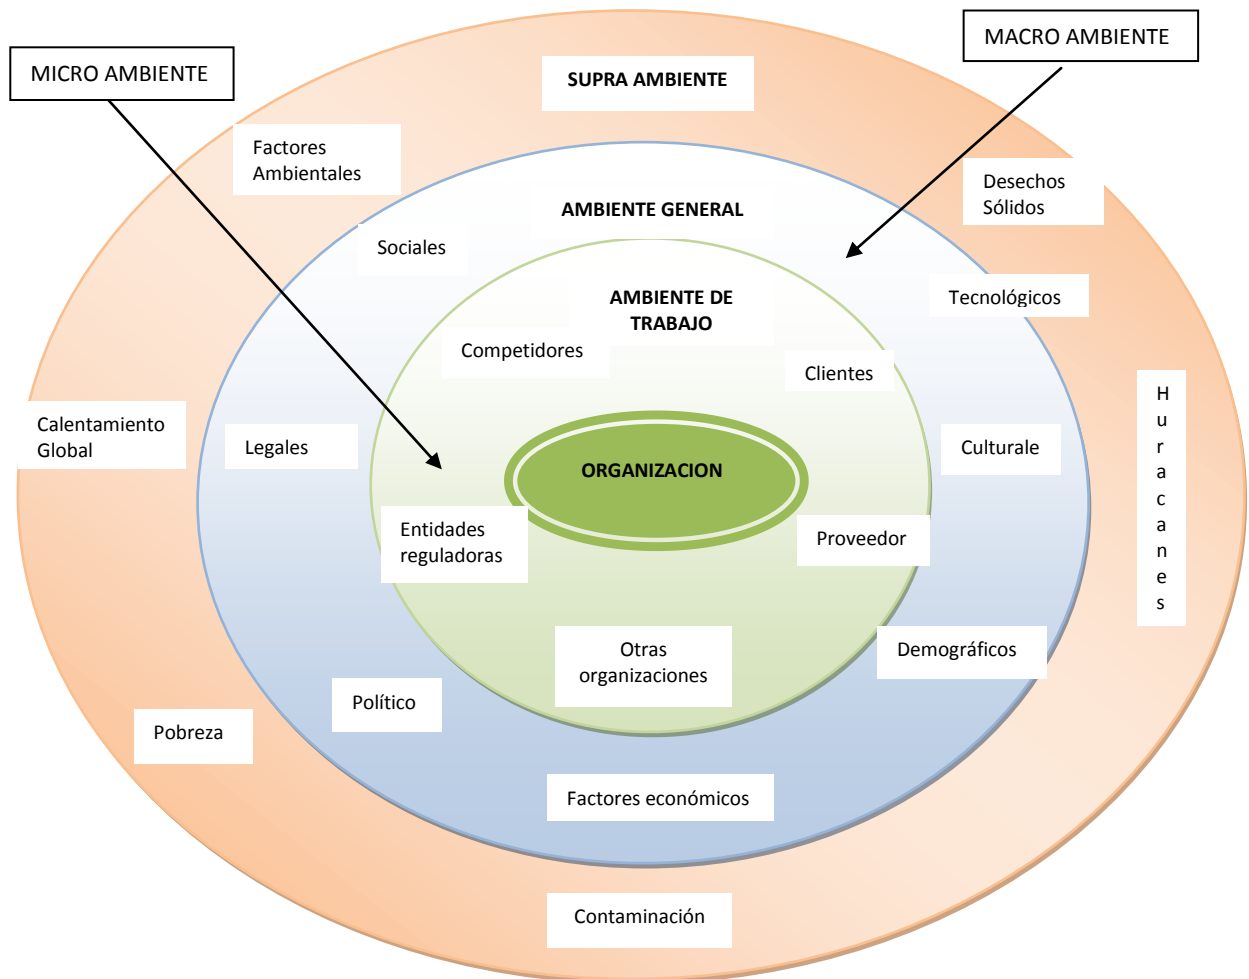 MACRO AMBIENTE
MICRO AMBIENTE
SUPRA AMBIENTE
Factores
Ambientales
Desechos
Sólidos
AMBIENTE GENERAL
Sociales
Tecnológicos
AMBIENTE DE
TRABAJO
Competidores
Clientes
H
u
r
a
c
a
n
e
s
Calentamiento
Global
Legales
Culturale
ORGANIZACION
Entidades
reguladoras
Proveedor
Otras
organizaciones
Demográficos
Político
Pobreza
Factores económicos
Contaminación